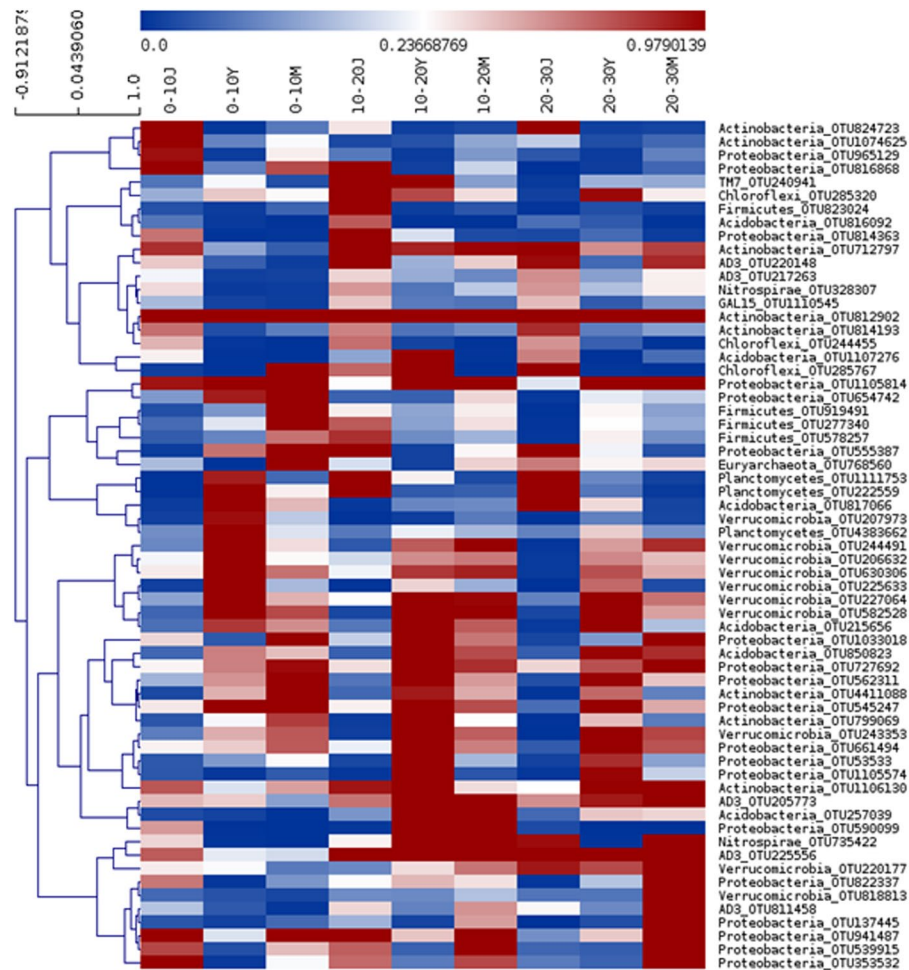 0.0 0.23668769 0.9790139
-0.9121879 0.0439060 1.0 0-10J 0-10Y 0-10M 10-20J 10-20Y 10-20M 20-30J 20-30Y 20-30M
Actinobacteria_OTU824723
Actinobacteria_OTU1074625
Proteobacteria_OTU965129
Proteobacteria_OTU816868
TM7_OTU240941
Chloroflexi_OTU285320
Firmicutes_OTU823024
Acidobacteria_OTU816092
Proteobacteria_OTU814363
Actinobacteria_OTU712797
AD3_OTU220148
AD3_OTU217263
Nitrospirae_OTU328307
GAL15_OTU1110545
Actinobacteria_OTU812902
Actinobacteria_OTU814193
Chloroflexi_OTU244455
Acidobacteria_OTU1107276
Chloroflexi_OTU285767
Proteobacteria_OTU1105814
Proteobacteria_OTU654742
Firmicutes_OTU919491
Firmicutes_OTU277340
Firmicutes_OTU578257
Proteobacteria_OTU555387
Euryarchaeota_OTU768560
Planctomycetes_OTU1111753
Planctomycetes_OTU222559
Acidobacteria_OTU817066
Verrucomicrobia_OTU207973
Planctomycetes_OTU4383662
Verrucomicrobia_OTU244491
Verrucomicrobia_OTU206632
Verrucomicrobia_OTU630306
Verrucomicrobia_OTU225633
Verrucomicrobia_OTU227064
Verrucomicrobia_OTU582528
Acidobacteria_OTU215656
Proteobacteria_OTU1033018
Acidobacteria_OTU850823
Proteobacteria_OTU727692
Proteobacteria_OTU562311
Actinobacteria_OTU4411088
Proteobacteria_OTU545247
Actinobacteria_OTU799069
Verrucomicrobia_OTU243353
Proteobacteria_OTU661494
Proteobacteria_OTU53533
Proteobacteria_OTU1105574
Actinobacteria_OTU1106130
AD3_OTU205773
Acidobacteria_OTU257039
Proteobacteria_OTU590099
Nitrospirae_OTU735422
AD3_OTU225556
Verrucomicrobia_OTU220177
Proteobacteria_OTU822337
Verrucomicrobia_OTU818813
AD3_OTU811458
Proteobacteria_OTU137445
Proteobacteria_OTU941487
Proteobacteria_OTU539915
Proteobacteria_OTU353532